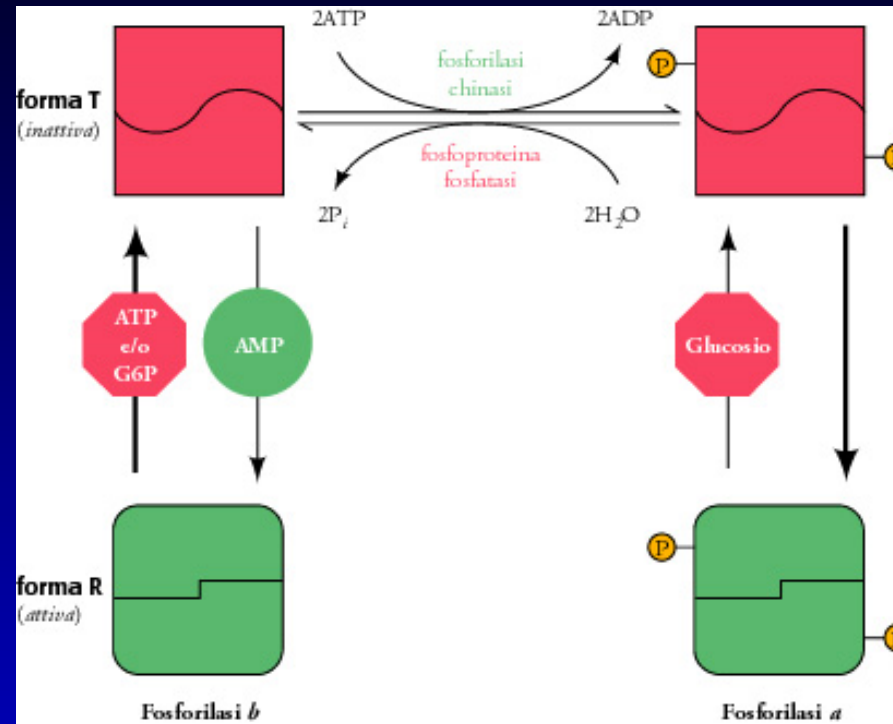 2ATP
2ADP
fosforilasi
chinasi
P
forma T
(inattiva)
fosfoproteina
fosfatasi
2Pi
2H₂O
ATP
e/o
G6P
AMP
Glucosio
P
forma R
(attiva)
Fosforilasi b
Fosforilasi a